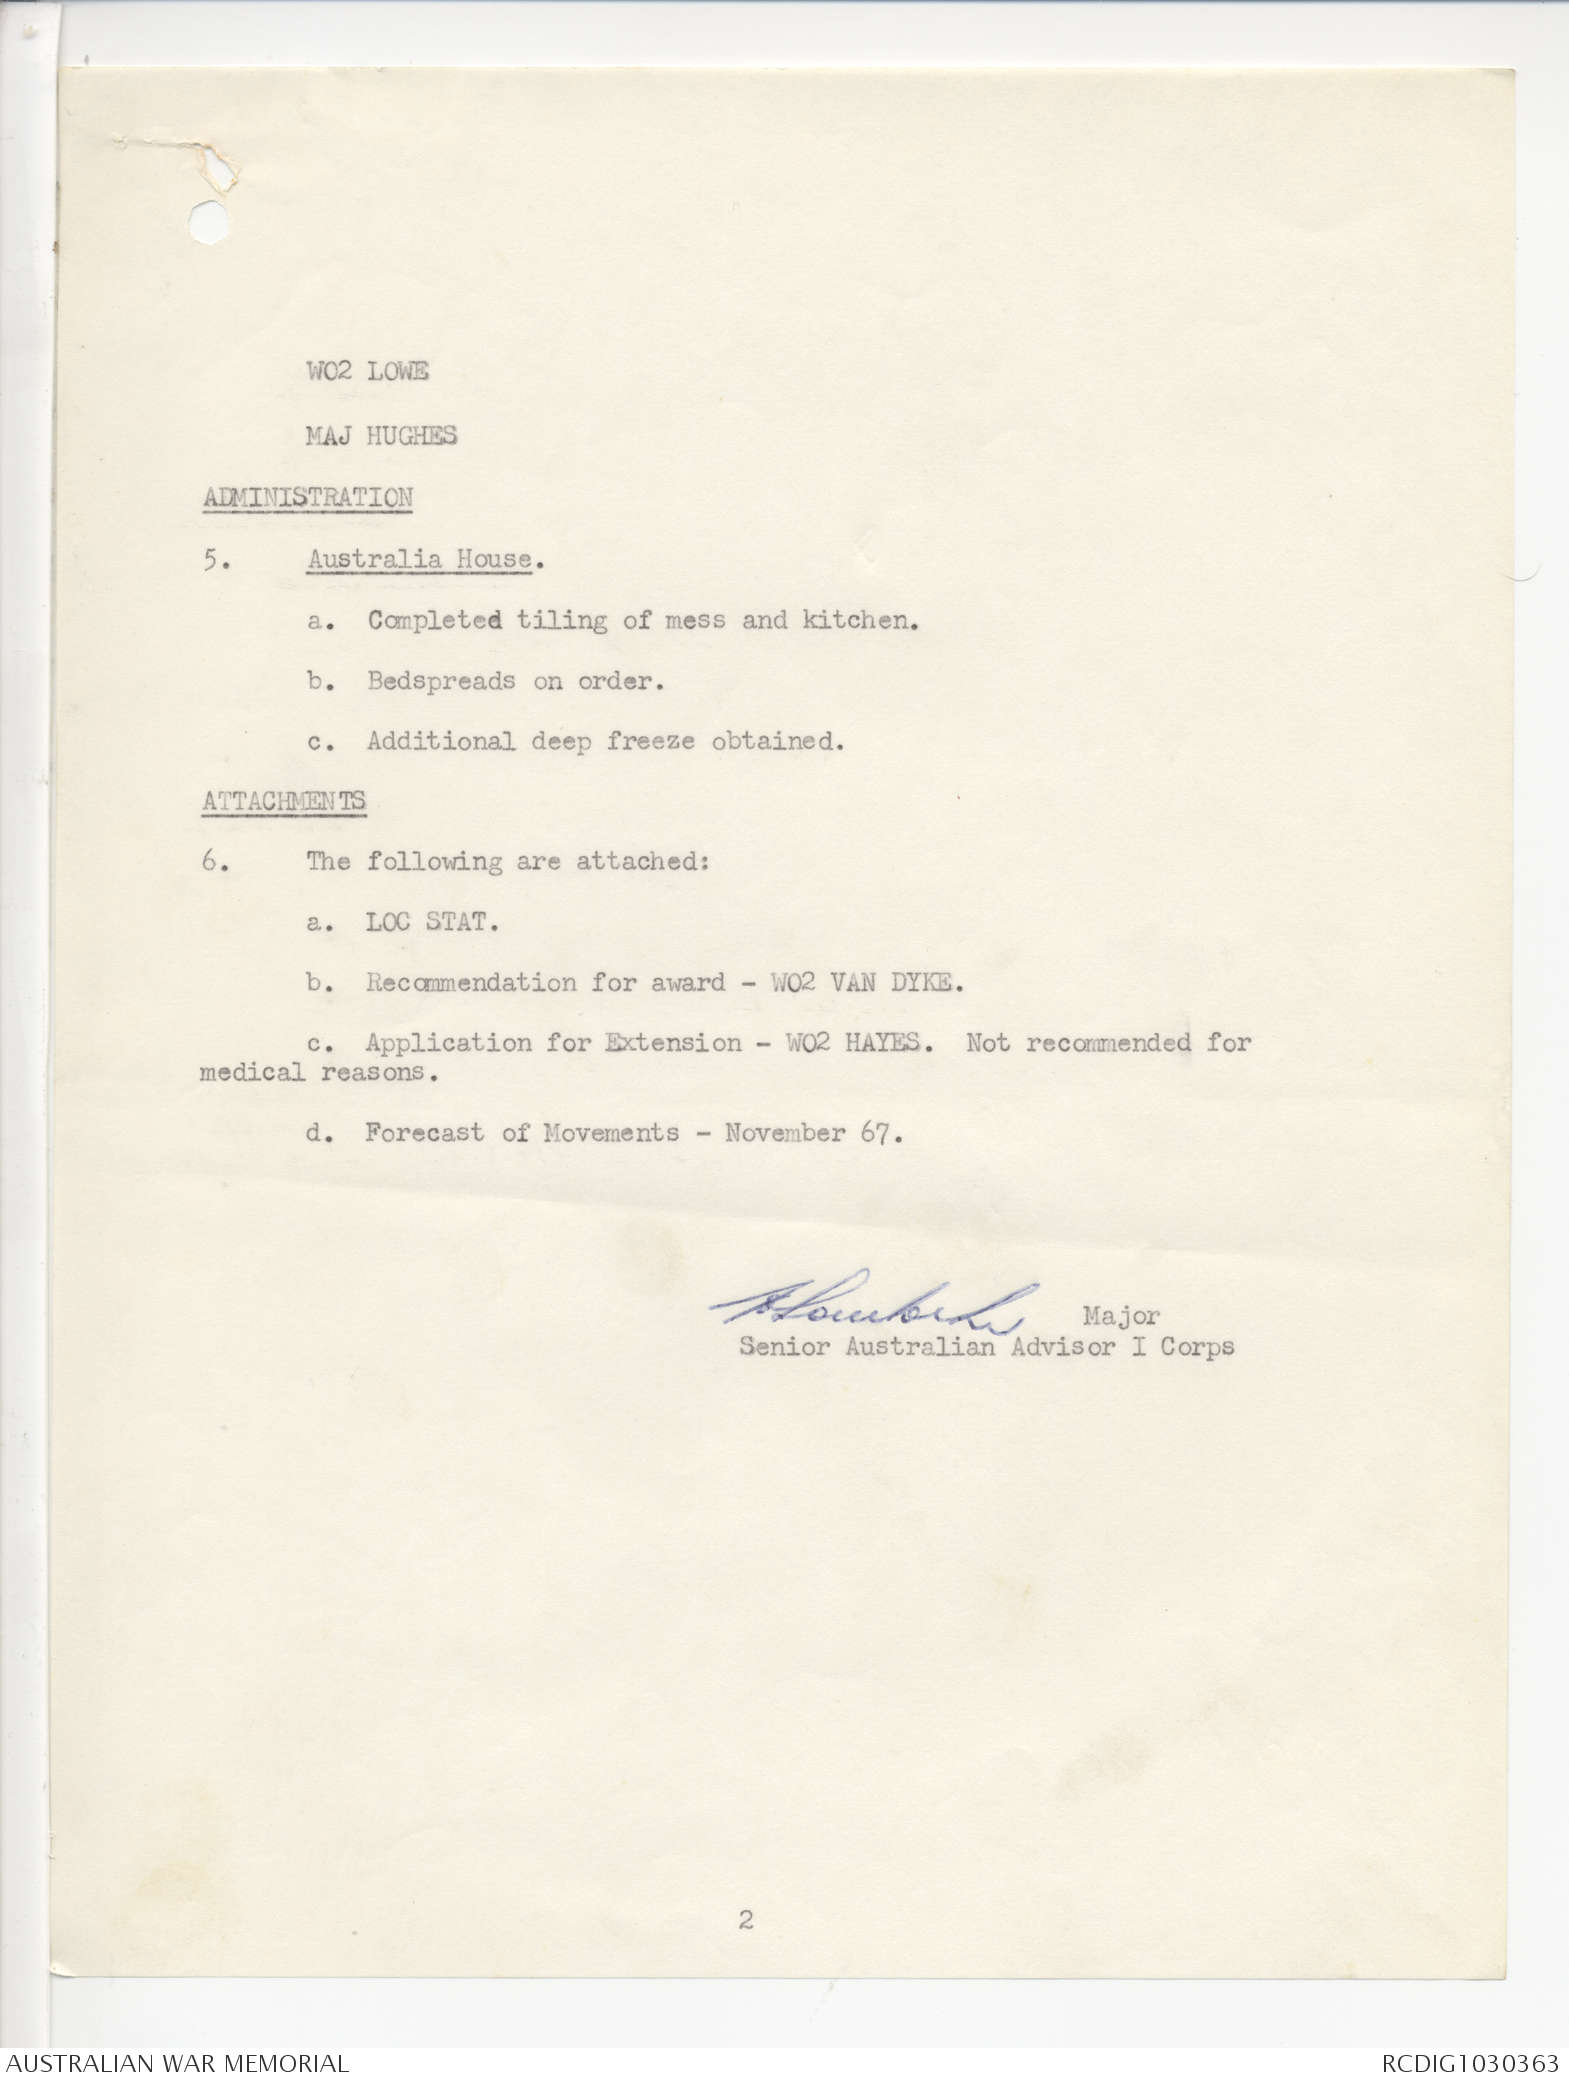 WO2 LOWE
MAJ HUGHES
ADMINISTRATION
5. Australia House.
a. Completed tiling of mess and kitchen.
b. Bedspreads on order.
c. Additional deep freeze obtained.
ATTACHMENTS
6. The following are attached:
a. LOC STAT.
b. Recommendation for award - WO2 VAN DYKE.
c. Application for Extension - WO2 HAYES. Not recommended for
medical reasons.
d. Forecast of Movements - November 67.
Major
Senior Australian Advisor I Corps
2
AUSTRALIAN WAR MEMORIAL
RCDIG1030363